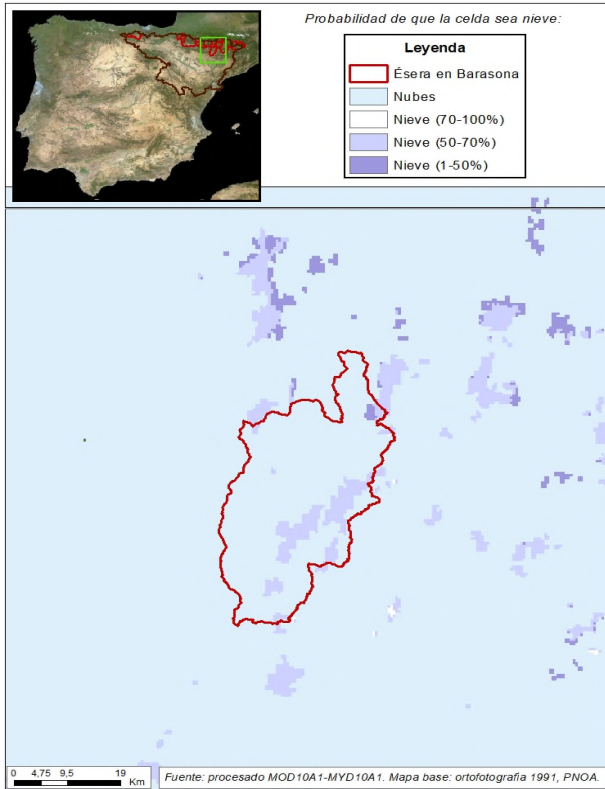 Probabilidad de que la celda sea nieve:
Leyenda
Ésera en Barasona
Nubes
Nieve (70-100%)
Nieve (50-70%)
Nieve (1-50%)
0 4,75 9,5 19
Km
Fuente: procesado MOD10A1-MYD10A1. Mapa base: ortofotografia 1991, PNOA.